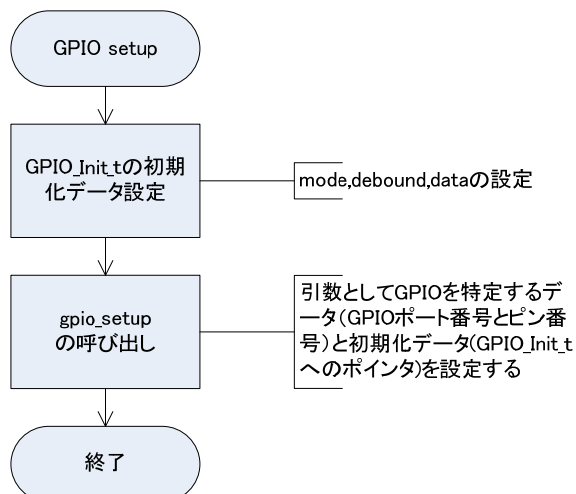 GPIO setup
GPIO_Init_tの初期
化データ設定
mode,debound,dataの設定
gpio_setup
の呼び出し
引数としてGPIOを特定するデ
ータ(GPIOポート番号とピン番
号)と初期化データ(GPIO_Init_t
へのポインタ)を設定する
終了